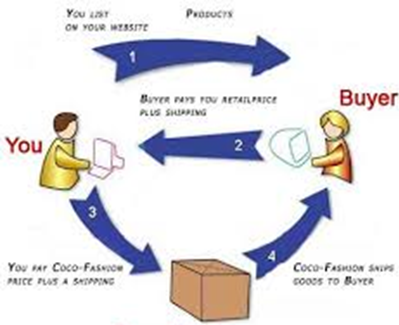 You list Products
on your website
1
Buyer pays you retailprice
plus shipping
Buyer
You
2
3
4
You pay Coco-Fashion
price plus a shipping
Coco-Fashion ships
goods to Buyer